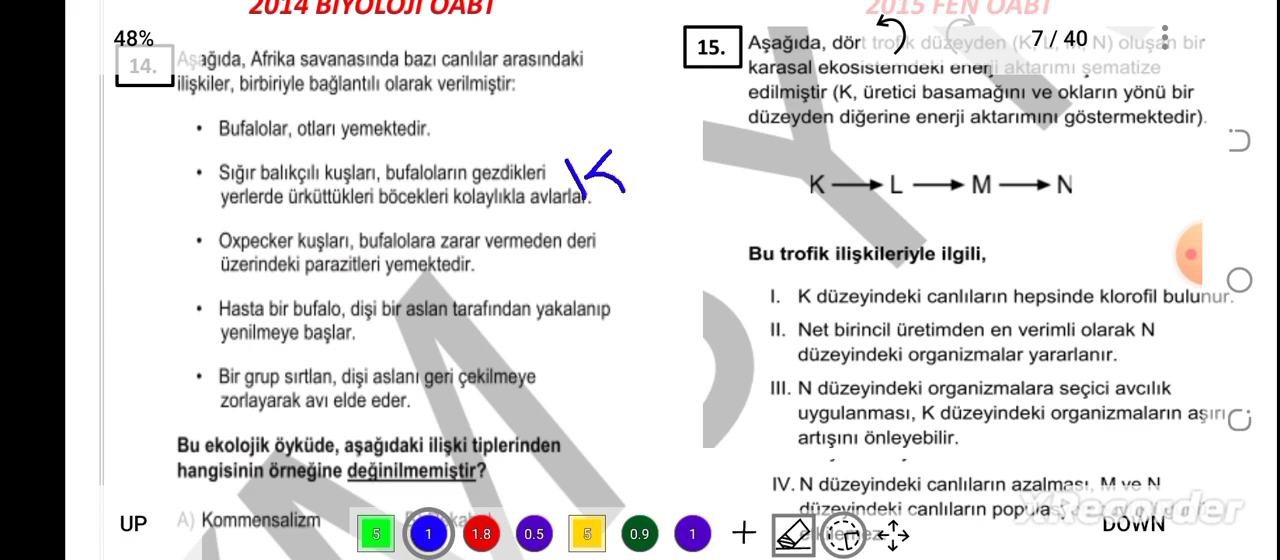 2014 BİYOLOJİ ÖABT
48%
14. Aşağıda, Afrika savanasında bazı canlılar arasındaki
ilişkiler, birbiriyle bağlantılı olarak verilmiştir:
• Bufalolar, otları yemektedir.
• Sığır balıkçılı kuşları, bufaloların gezdikleri
yerlerde ürküttükleri böcekleri kolaylıkla avlarlar.
K
• Oxpecker kuşları, bufalolara zarar vermeden deri
üzerindeki parazitleri yemektedir.
• Hasta bir bufalo, dişi bir aslan tarafından yakalanıp
yenilmeye başlar.
• Bir grup sırtlan, dişi aslanı geri çekilmeye
zorlayarak avı elde eder.
Bu ekolojik öyküde, aşağıdaki ilişki tiplerinden
hangisinin örneğine değinilmemiştir?
A) Kommensalizm
2015 FEN ÖABT
7 / 40
15. Aşağıda, dört trofik düzeyden (K, L, M, N) oluşan bir
karasal ekosistemdeki enerji aktarımı şematize
edilmiştir (K, üretici basamağını ve okların yönü bir
düzeyden diğerine enerji aktarımını göstermektedir).
K → L → M → N
Bu trofik ilişkileriyle ilgili,
I. K düzeyindeki canlıların hepsinde klorofil bulunur.
II. Net birincil üretimden en verimli olarak N
düzeyindeki organizmalar yararlanır.
III. N düzeyindeki organizmalara seçici avcılık
uygulanması, K düzeyindeki organizmaların aşırı
artışını önleyebilir.
IV. N düzeyindeki canlıların azalması, M ve N
düzeyindeki canlıların
UP
5
1
1.8
0.5
5
0.9
1
XRecorder
DOWN